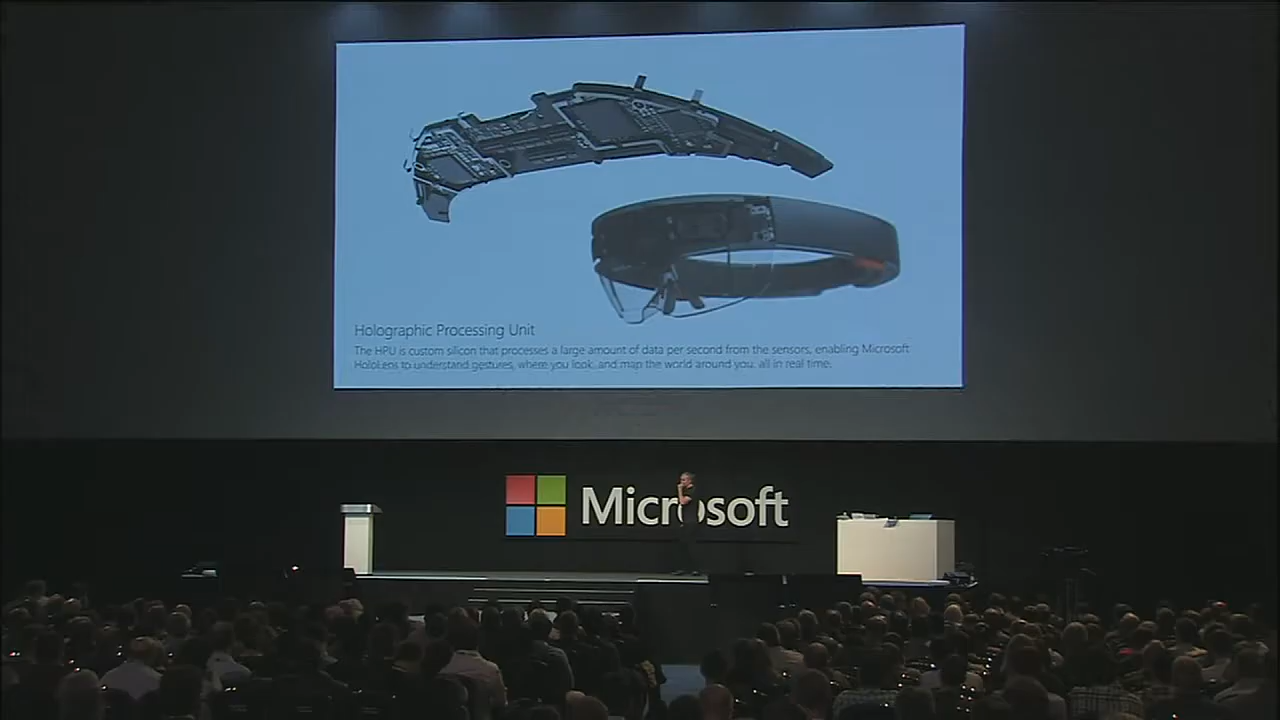 Holographic Processing Unit
The HPU is custom silicon that processes a large amount of data per second from the sensors, enabling Microsoft
HoloLens to understand gestures, where you look, and map the world around you, all in real time.
Microsoft